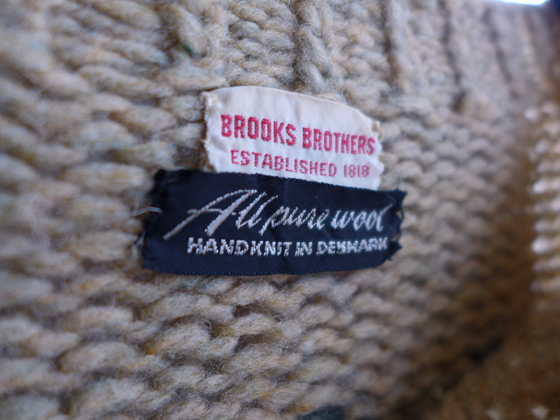 BROOKS BROTHERS
ESTABLISHED 1818
All pure wool
HANDKNIT IN DENMARK